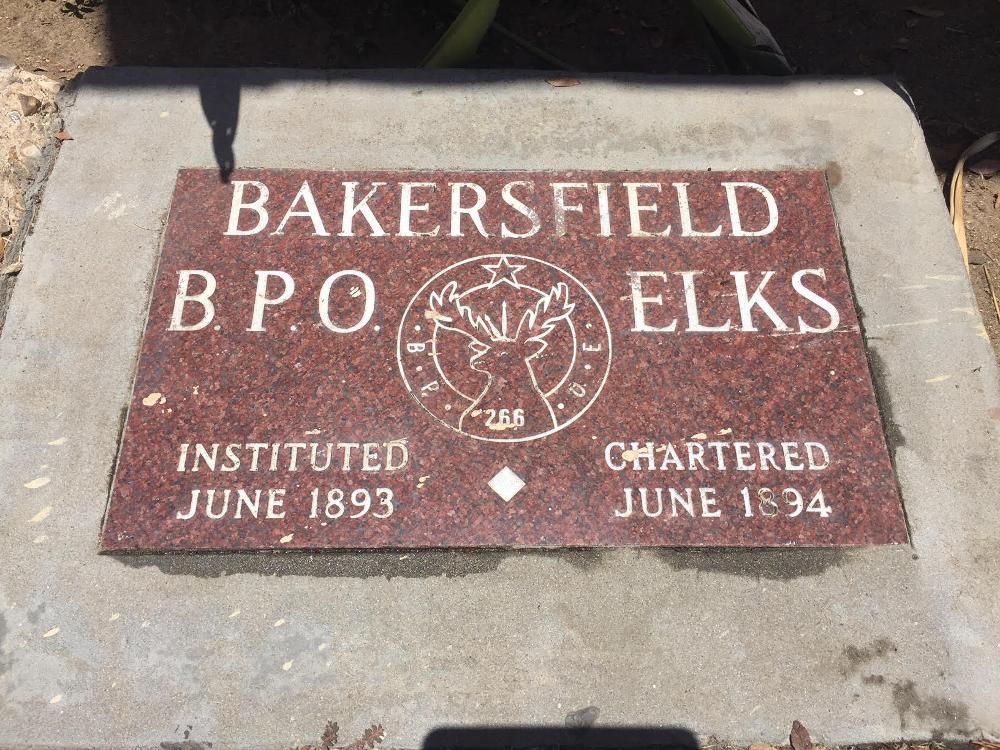 BAKERSFIELD
B.P.O. ELKS
B. P. O. E.
266
INSTITUTED
JUNE 1893
CHARTERED
JUNE 1894